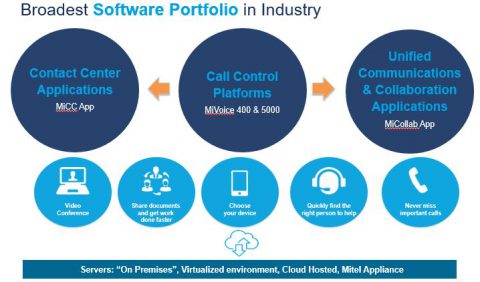 Broadest Software Portfolio in Industry
Contact Center
Applications
MiCC App
Call Control
Platforms
MiVoice 400 & 5000
Unified
Communications
& Collaboration
Applications
MiCollab App
Video
Conference
Share documents
and get work
done faster
Choose
your device
Quickly find the
right person to help
Never miss
important calls
Servers: “On Premises”, Virtualized environment, Cloud Hosted, Mitel Appliance